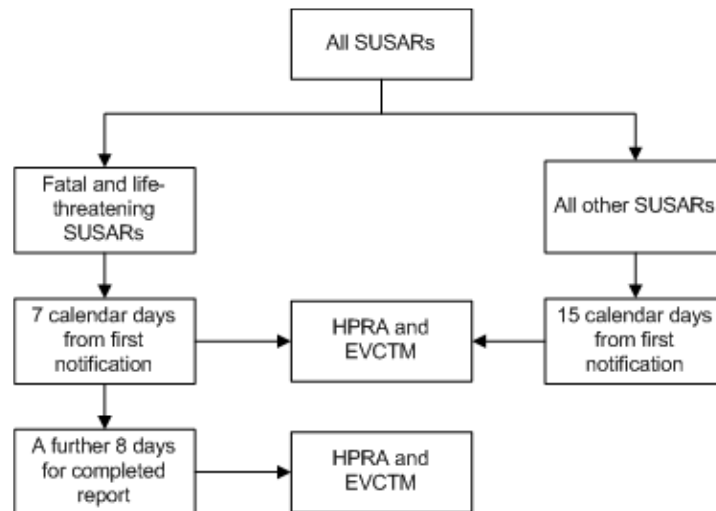 All SUSARs
Fatal and life-
threatening
SUSARs
All other SUSARs
7 calendar days
from first
notification
HPRA and
EVCTM
15 calendar days
from first
notification
A further 8 days
for completed
report
HPRA and
EVCTM